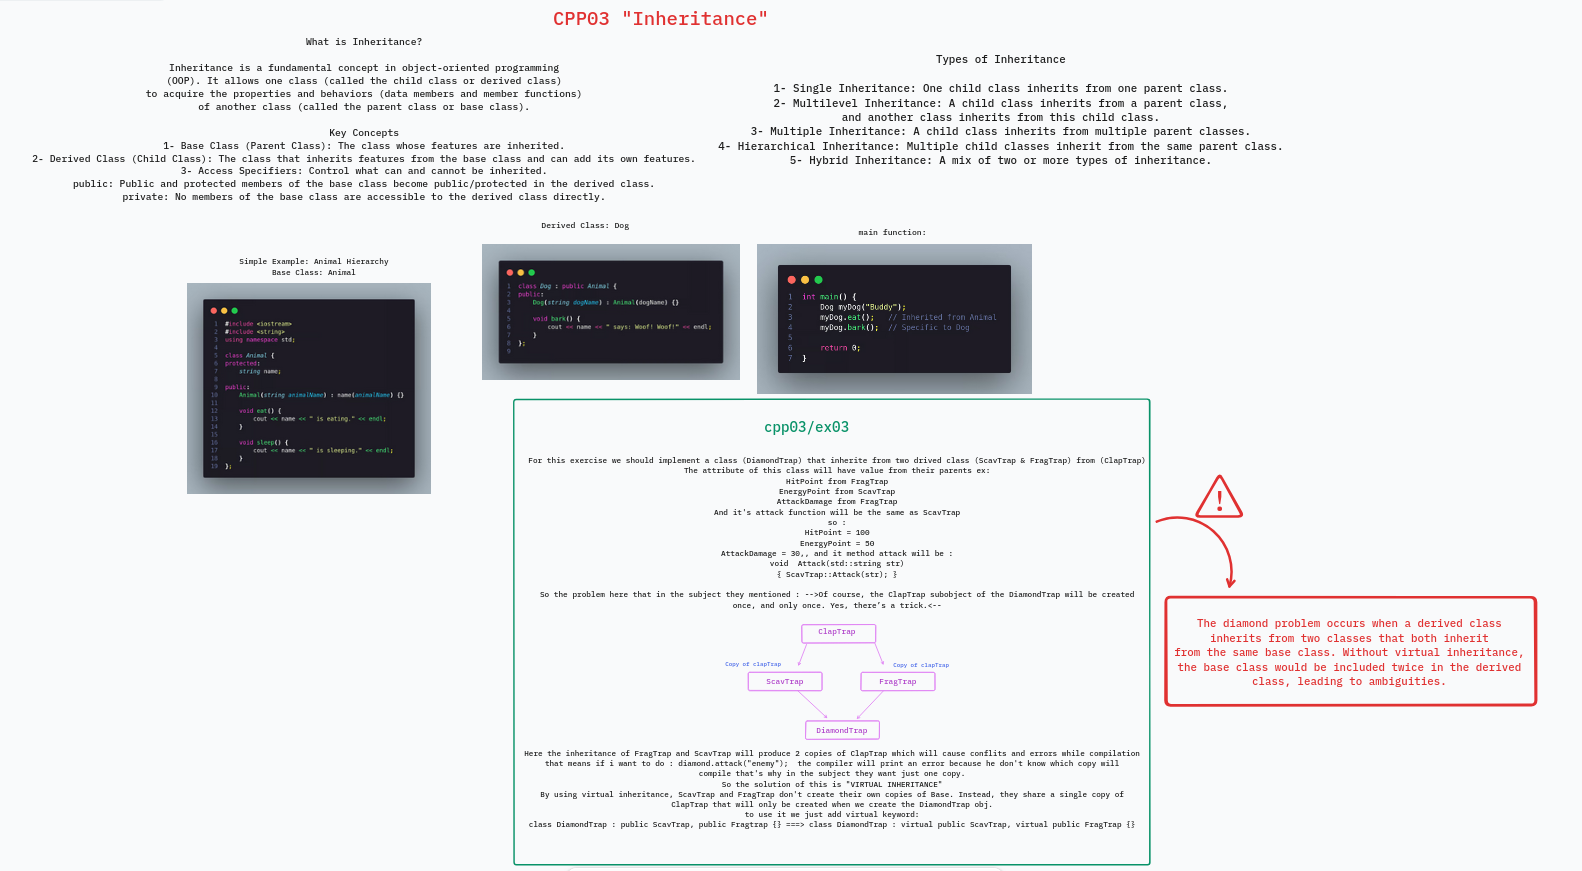 CPP03 "Inheritance"
What is Inheritance?
Inheritance is a fundamental concept in object-oriented programming
(OOP). It allows one class (called the child class or derived class)
to acquire the properties and behaviors (data members and member functions)
of another class (called the parent class or base class).
Key Concepts
1- Base Class (Parent Class): The class whose features are inherited.
2- Derived Class (Child Class): The class that inherits features from the base class and can add its own features.
3- Access Specifiers: Control what can and cannot be inherited.
public: Public and protected members of the base class become public/protected in the derived class.
private: No members of the base class are accessible to the derived class directly.
Types of Inheritance
1- Single Inheritance: One child class inherits from one parent class.
2- Multilevel Inheritance: A child class inherits from a parent class,
and another class inherits from this child class.
3- Multiple Inheritance: A child class inherits from multiple parent classes.
4- Hierarchical Inheritance: Multiple child classes inherit from the same parent class.
5- Hybrid Inheritance: A mix of two or more types of inheritance.
Simple Example: Animal Hierarchy
Base Class: Animal
1 #include <iostream>
2 #include <string>
3 using namespace std;
4
5 class Animal {
6 protected:
7 string name;
8
9 public:
10 Animal(string animalName) : name(animalName) {}
11
12 void eat() {
13 cout << name << " is eating." << endl;
14 }
15
16 void sleep() {
17 cout << name << " is sleeping." << endl;
18 }
19 };
Derived Class: Dog
1 class Dog : public Animal {
2 public:
3 Dog(string dogName) : Animal(dogName) {}
4
5 void bark() {
6 cout << name << " says: Woof! Woof!" << endl;
7 }
8 };
9
main function:
1 int main() {
2 Dog myDog("Buddy");
3 myDog.eat(); // Inherited from Animal
4 myDog.bark(); // Specific to Dog
5
6 return 0;
7 }
cpp03/ex03
For this exercise we should implement a class (DiamondTrap) that inherite from two drived class (ScavTrap & FragTrap) from (ClapTrap)
The attribute of this class will have value from their parents ex:
HitPoint from FragTrap
EnergyPoint from ScavTrap
AttackDamage from FragTrap
And it's attack function will be the same as ScavTrap
so :
HitPoint = 100
EnergyPoint = 50
AttackDamage = 30,, and it method attack will be :
void Attack(std::string str)
{ ScavTrap::Attack(str); }
So the problem here that in the subject they mentioned : -->Of course, the ClapTrap subobject of the DiamondTrap will be created
once, and only once. Yes, there's a trick.<--
ClapTrap
Copy of clapTrap
Copy of clapTrap
ScavTrap
FragTrap
DiamondTrap
Here the inheritance of FragTrap and ScavTrap will produce 2 copies of ClapTrap which will cause conflits and errors while compilation
that means if i want to do : diamond.attack("enemy"); the compiler will print an error because he don't know which copy will
compile that's why in the subject they want just one copy.
So the solution of this is "VIRTUAL INHERITANCE"
By using virtual inheritance, ScavTrap and FragTrap don't create their own copies of Base. Instead, they share a single copy of
ClapTrap that will only be created when we create the DiamondTrap obj.
to use it we just add virtual keyword:
class DiamondTrap : public ScavTrap, public Fragtrap {} ===> class DiamondTrap : virtual public ScavTrap, virtual public FragTrap {}
!
The diamond problem occurs when a derived class
inherits from two classes that both inherit
from the same base class. Without virtual inheritance,
the base class would be included twice in the derived
class, leading to ambiguities.